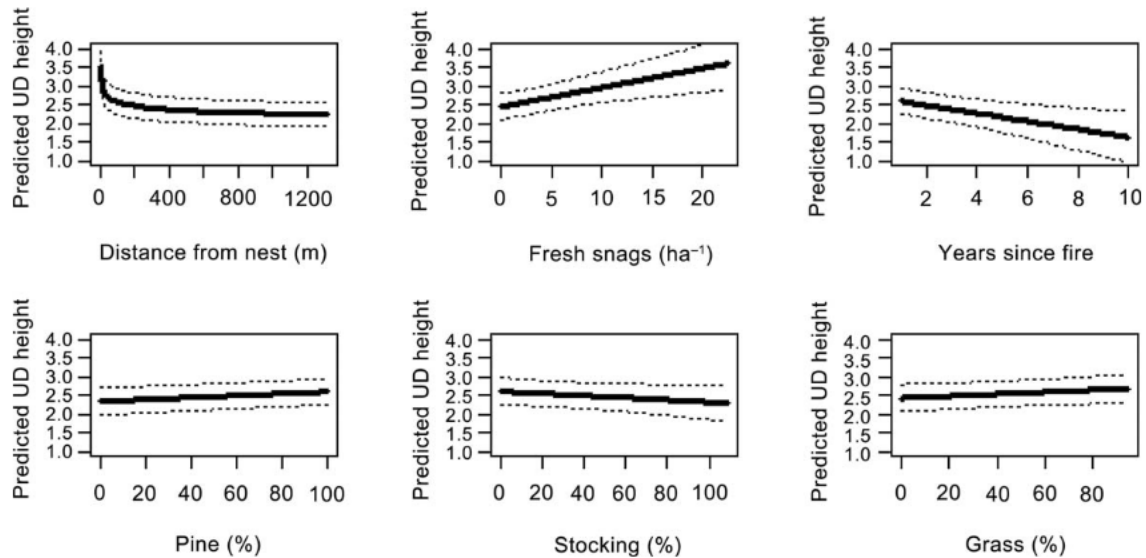 Predicted UD height
4.0
3.5
3.0
2.5
2.0
1.5
1.0
0 400 800 1200
Distance from nest (m)
Predicted UD height
4.0
3.5
3.0
2.5
2.0
1.5
1.0
0 5 10 15 20
Fresh snags (ha⁻¹)
Predicted UD height
4.0
3.5
3.0
2.5
2.0
1.5
1.0
2 4 6 8 10
Years since fire
Predicted UD height
4.0
3.5
3.0
2.5
2.0
1.5
1.0
0 20 40 60 80 100
Pine (%)
Predicted UD height
4.0
3.5
3.0
2.5
2.0
1.5
1.0
0 20 40 60 80 100
Stocking (%)
Predicted UD height
4.0
3.5
3.0
2.5
2.0
1.5
1.0
0 20 40 60 80
Grass (%)